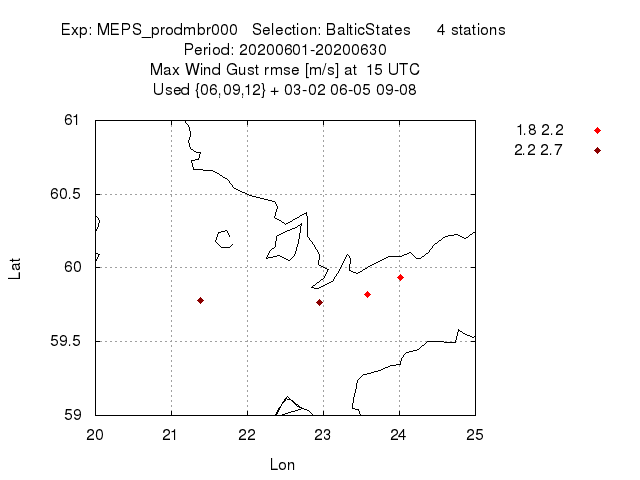 Exp: MEPS_prodmbr000 Selection: BalticStates 4 stations
Period: 20200601-20200630
Max Wind Gust rmse [m/s] at 15 UTC
Used {06,09,12} + 03-02 06-05 09-08
1.8 2.2
2.2 2.7
61
60.5
60
59.5
59
Lat
20 21 22 23 24 25
Lon